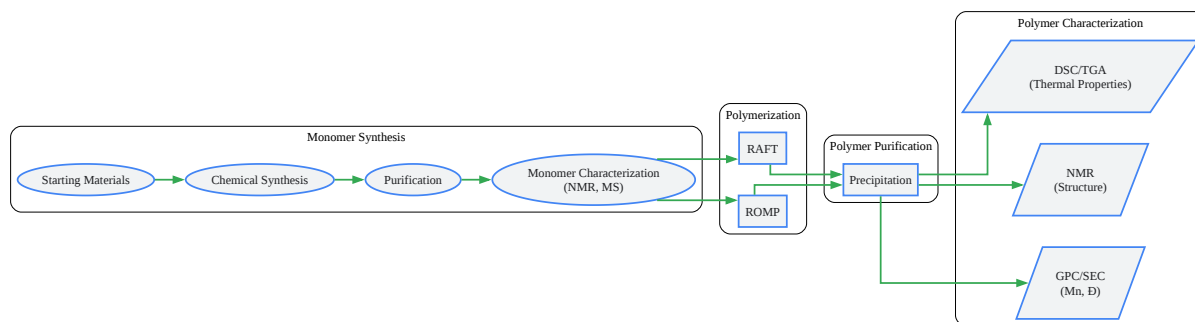 Monomer Synthesis
Starting Materials
Chemical Synthesis
Purification
Monomer Characterization
(NMR, MS)
Polymerization
RAFT
ROMP
Polymer Purification
Precipitation
Polymer Characterization
DSC/TGA
(Thermal Properties)
NMR
(Structure)
GPC/SEC
(Mn, Đ)